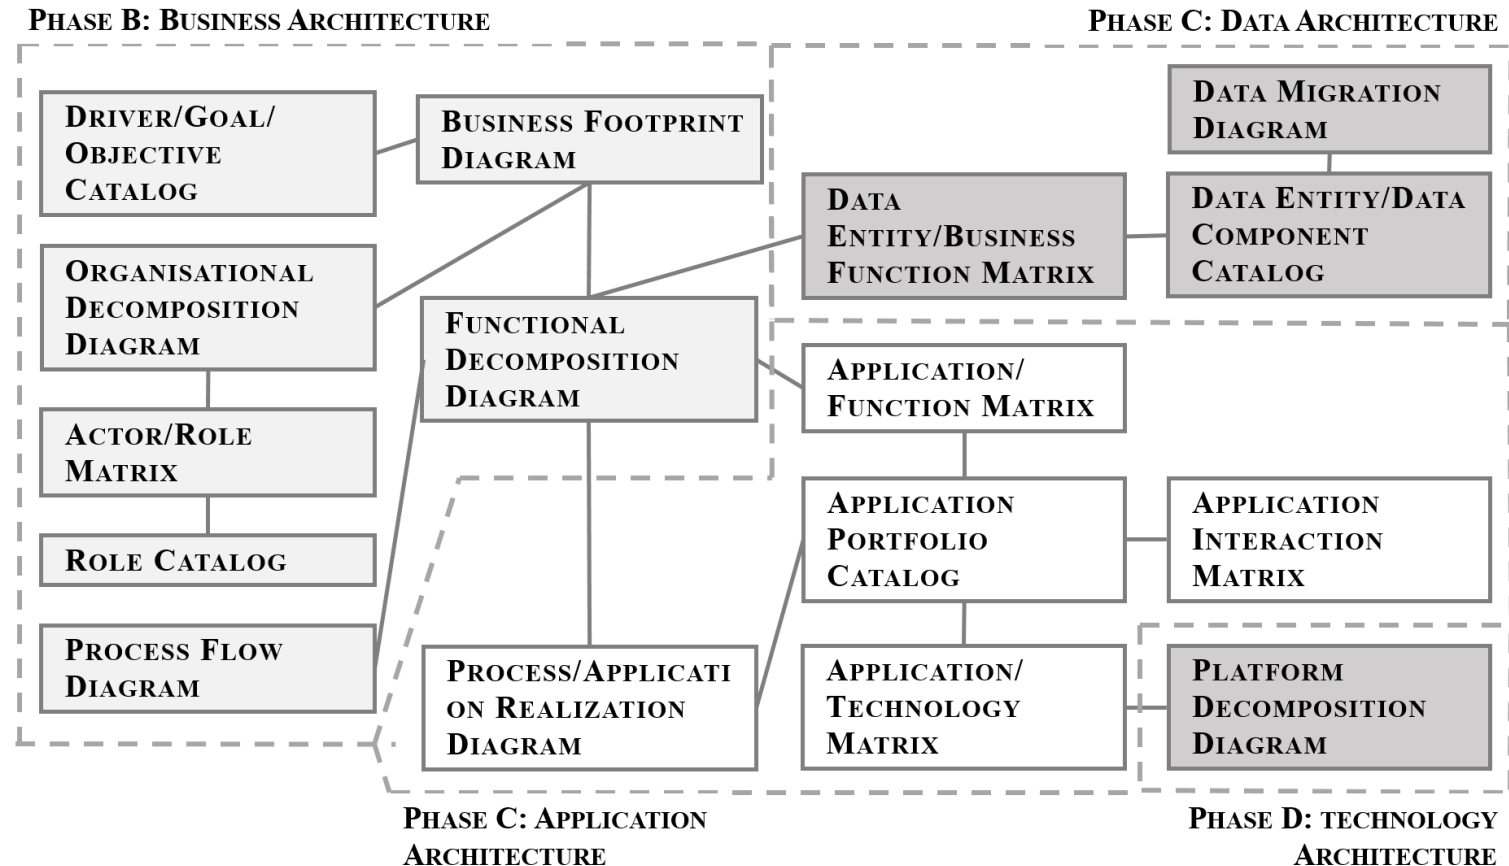 Phase B: Business Architecture
Phase C: Data Architecture
Driver/Goal/
Objective
Catalog
Business Footprint
Diagram
Data Migration
Diagram
Data
Entity/Business
Function Matrix
Data Entity/Data
Component
Catalog
Organisational
Decomposition
Diagram
Functional
Decomposition
Diagram
Application/
Function Matrix
Actor/Role
Matrix
Application
Portfolio
Catalog
Application
Interaction
Matrix
Role Catalog
Process Flow
Diagram
Process/Applicati
on Realization
Diagram
Application/
Technology
Matrix
Platform
Decomposition
Diagram
Phase C: Application
Architecture
Phase D: technology
Architecture